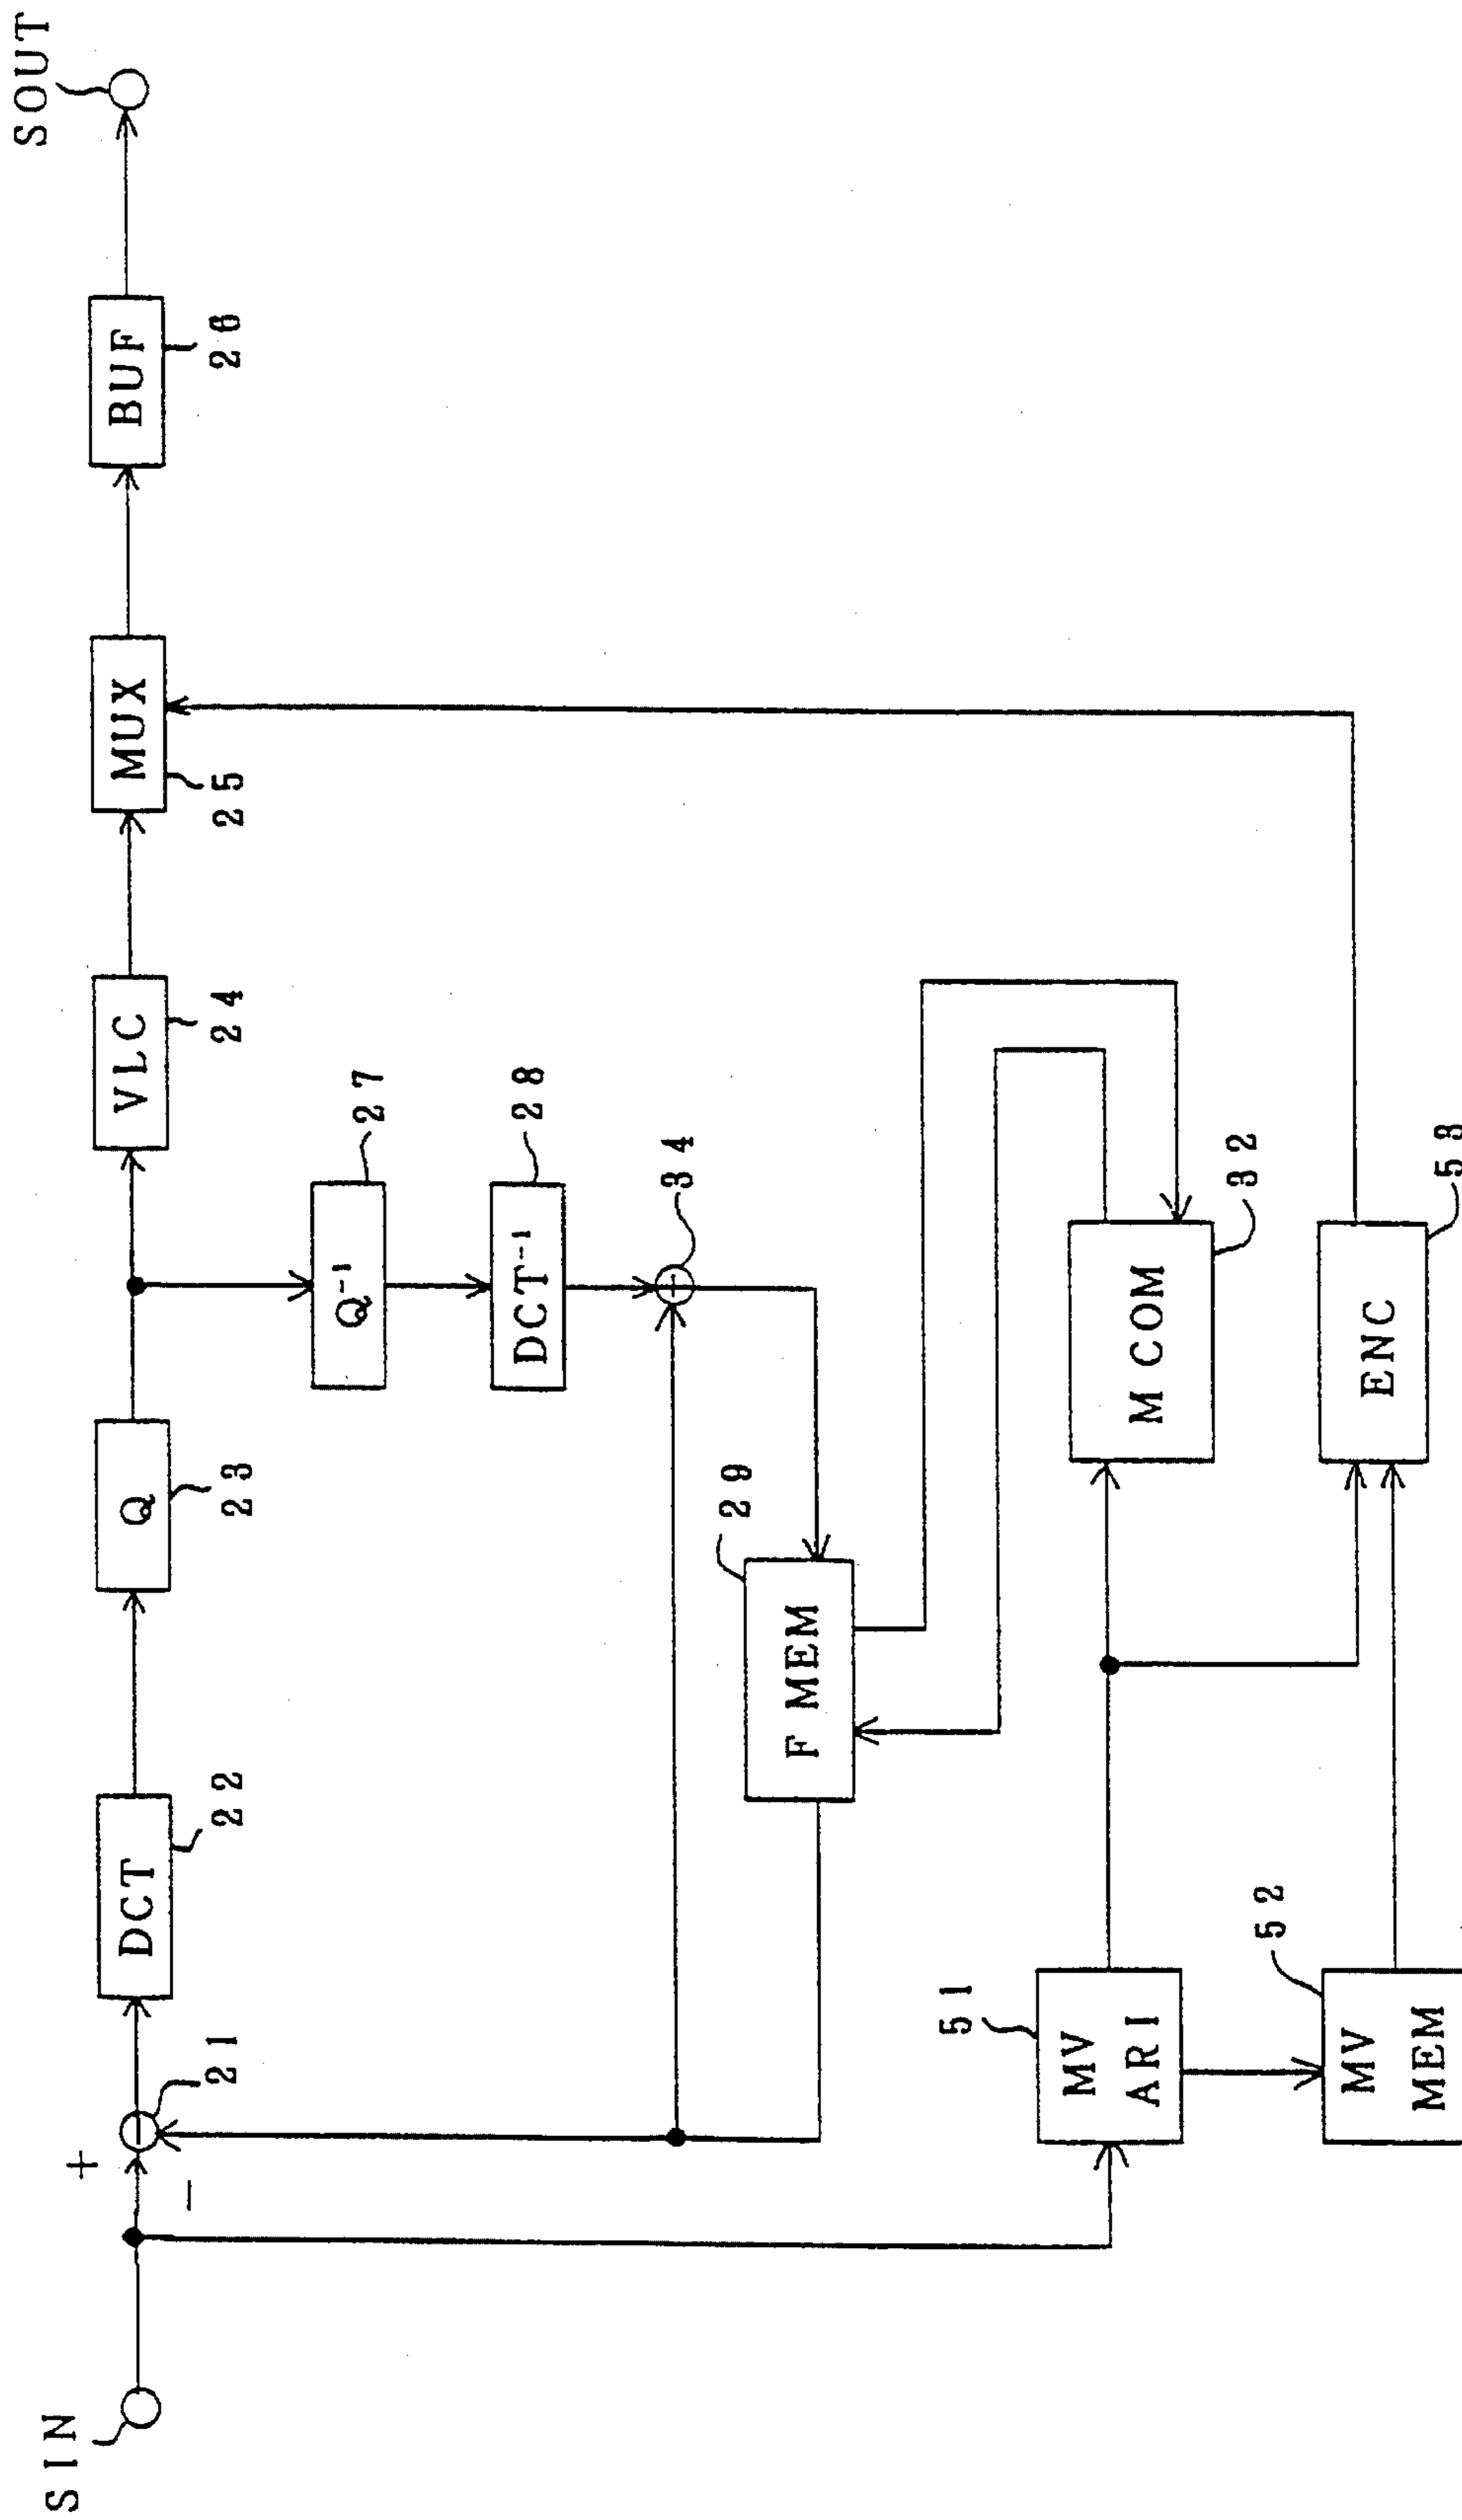 SIN
+
−
21
DCT
22
Q
23
VLC
24
MUX
25
BUF
26
SOUT
Q⁻¹
27
DCT⁻¹
28
34
F MEM
29
M COM
32
MV
ARI
51
MV
MEM
52
ENC
53